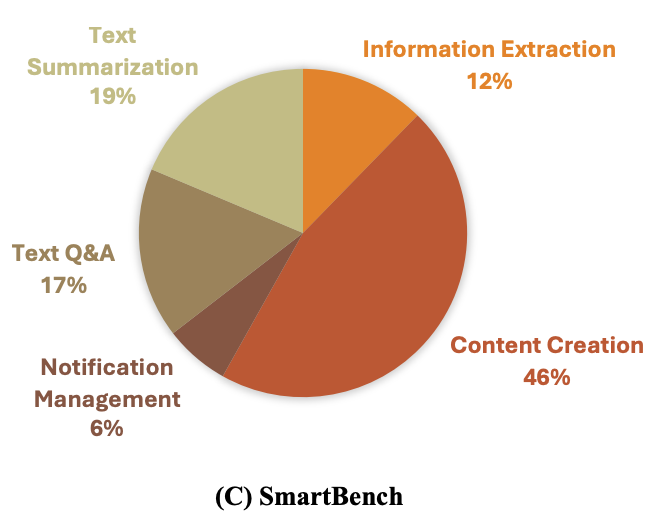 Text
Summarization
19%
Information Extraction
12%
Text Q&A
17%
Content Creation
46%
Notification
Management
6%
(C) SmartBench